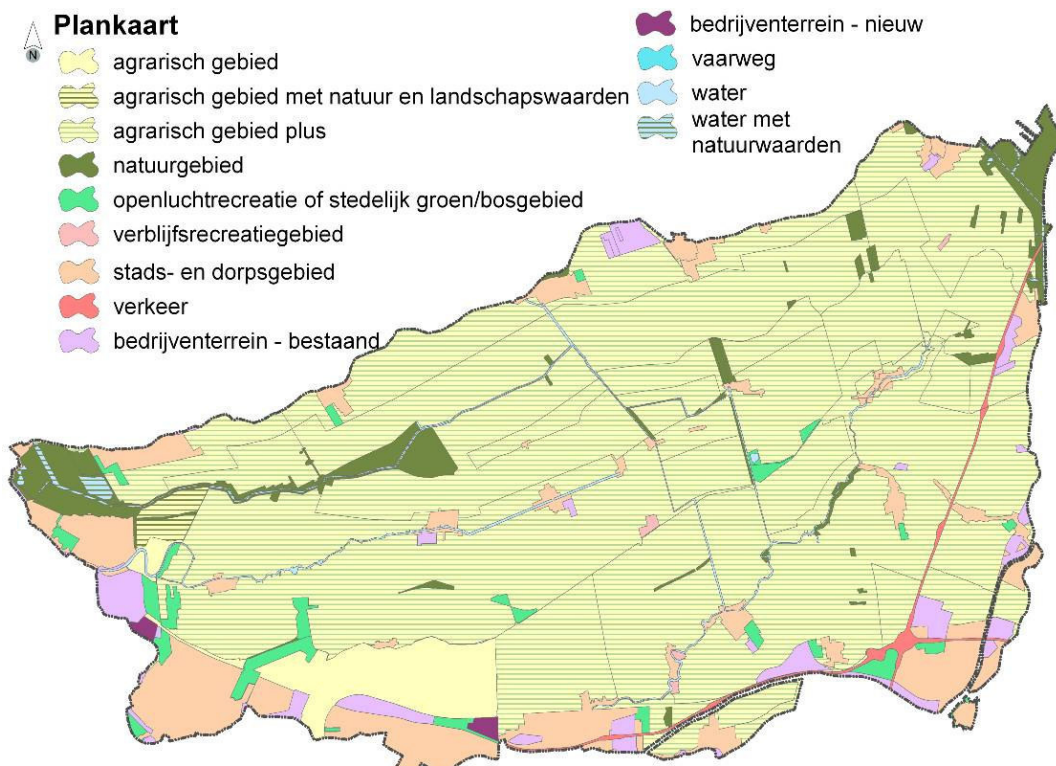 Plankaart
N
agrarisch gebied
agrarisch gebied met natuur en landschapswaarden
agrarisch gebied plus
natuurgebied
openluchtrecreatie of stedelijk groen/bosgebied
verblijfsrecreatiegebied
stads- en dorpsgebied
verkeer
bedrijventerrein - bestaand
bedrijventerrein - nieuw
vaarweg
water
water met
natuurwaarden